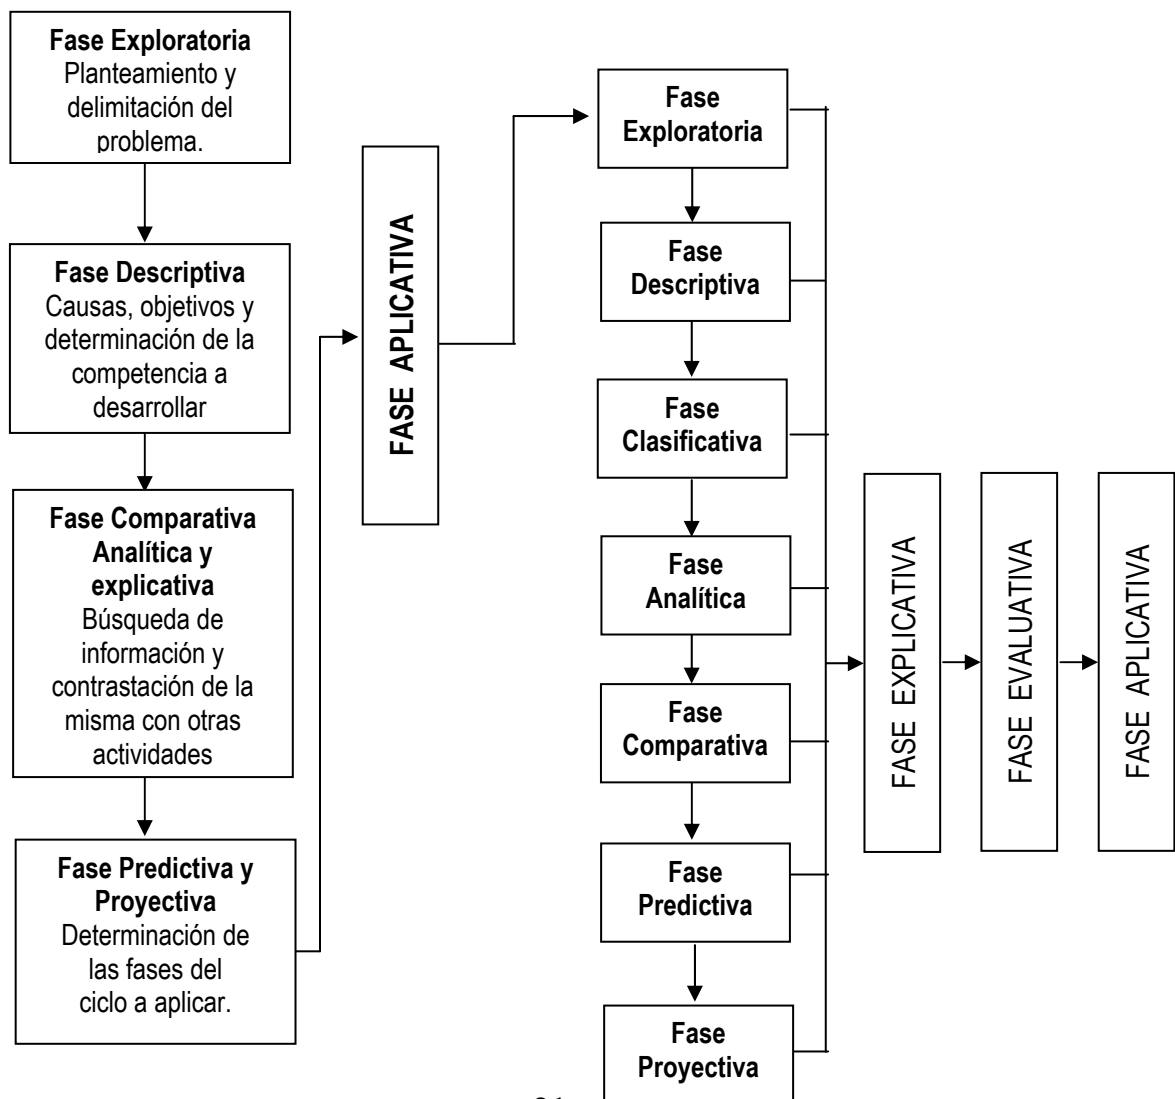 Fase Exploratoria
Planteamiento y
delimitación del
problema.
Fase Descriptiva
Causas, objetivos y
determinación de la
competencia a
desarrollar
Fase Comparativa
Analítica y
explicativa
Búsqueda de
información y
contrastación de la
misma con otras
actividades
Fase Predictiva y
Proyectiva
Determinación de
las fases del
ciclo a aplicar.
FASE APLICATIVA
Fase
Exploratoria
Fase
Descriptiva
Fase
Clasificativa
Fase
Analítica
Fase
Comparativa
Fase
Predictiva
Fase
Proyectiva
FASE EXPLICATIVA
FASE EVALUATIVA
FASE APLICATIVA